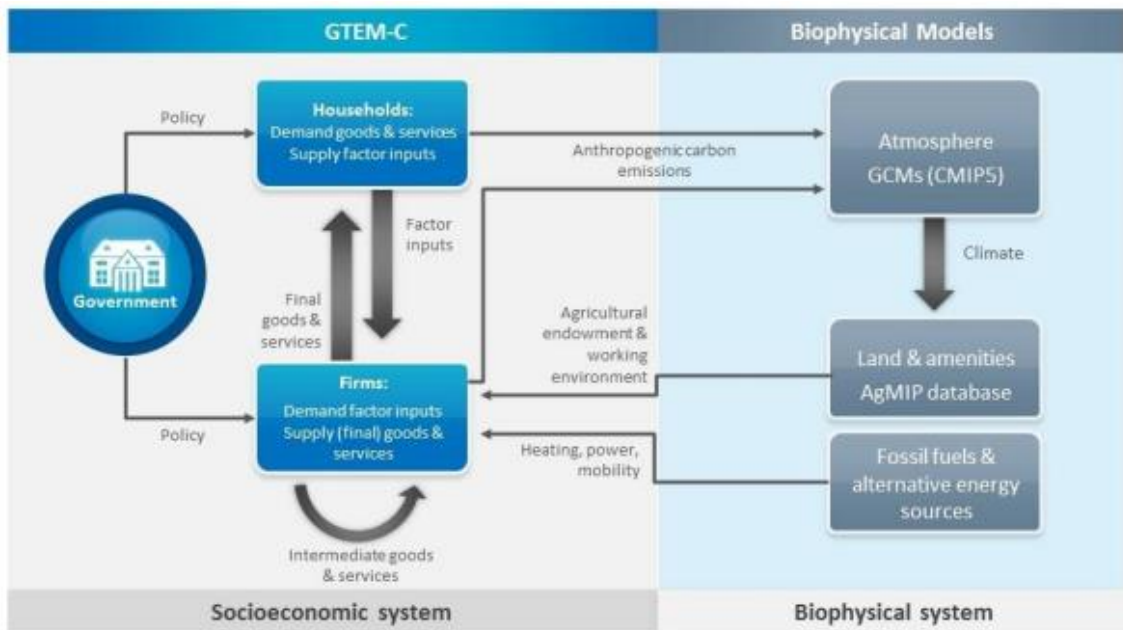 GTEM-C
Biophysical Models
Policy
Households:
Demand goods & services
Supply factor inputs
Anthropogenic carbon
emissions
Atmosphere
GCMs (CMIP5)
Factor
inputs
Climate
Government
Final
goods &
services
Agricultural
endowment &
working
environment
Land & amenities
AgMIP database
Firms:
Demand factor inputs
Supply (final) goods &
services
Policy
Heating, power,
mobility
Fossil fuels &
alternative energy
sources
Intermediate goods
& services
Socioeconomic system
Biophysical system